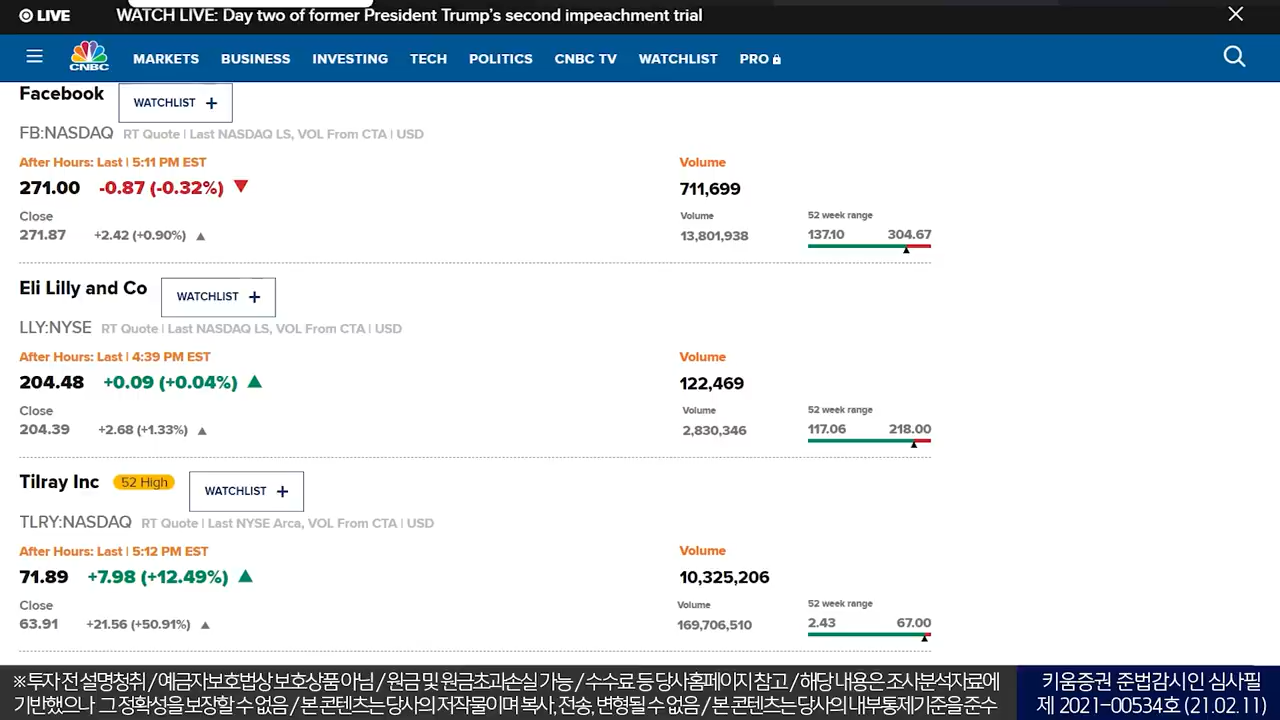 LIVE WATCH LIVE: Day two of former President Trump's second impeachment trial
CNBC MARKETS BUSINESS INVESTING TECH POLITICS CNBC TV WATCHLIST PRO
Facebook WATCHLIST +
FB:NASDAQ RT Quote | Last NASDAQ LS, VOL From CTA | USD
After Hours: Last | 5:11 PM EST Volume
271.00 -0.87 (-0.32%) ▼ 711,699
Close Volume 52 week range
271.87 +2.42 (+0.90%) ▲ 13,801,938 137.10 304.67
Eli Lilly and Co WATCHLIST +
LLY:NYSE RT Quote | Last NASDAQ LS, VOL From CTA | USD
After Hours: Last | 4:39 PM EST Volume
204.48 +0.09 (+0.04%) ▲ 122,469
Close Volume 52 week range
204.39 +2.68 (+1.33%) ▲ 2,830,346 117.06 218.00
Tilray Inc 52 High WATCHLIST +
TLRY:NASDAQ RT Quote | Last NYSE Arca, VOL From CTA | USD
After Hours: Last | 5:12 PM EST Volume
71.89 +7.98 (+12.49%) ▲ 10,325,206
Close Volume 52 week range
63.91 +21.56 (+50.91%) ▲ 169,706,510 2.43 67.00
※투자 전 설명청취 / 예금자보호법상 보호상품 아님 / 원금 및 원금초과손실 가능 / 수수료 등 당사홈페이지 참고 / 해당 내용은 조사분석자료에
기반했으나 그 정확성을 보장할 수 없음 / 본 콘텐츠는 당사의 저작물이며 복사, 전송, 변형될 수 없음 / 본 콘텐츠는 당사의 내부통제기준을 준수
키움증권 준법감시인 심사필
제 2021-00534호 (21.02.11)